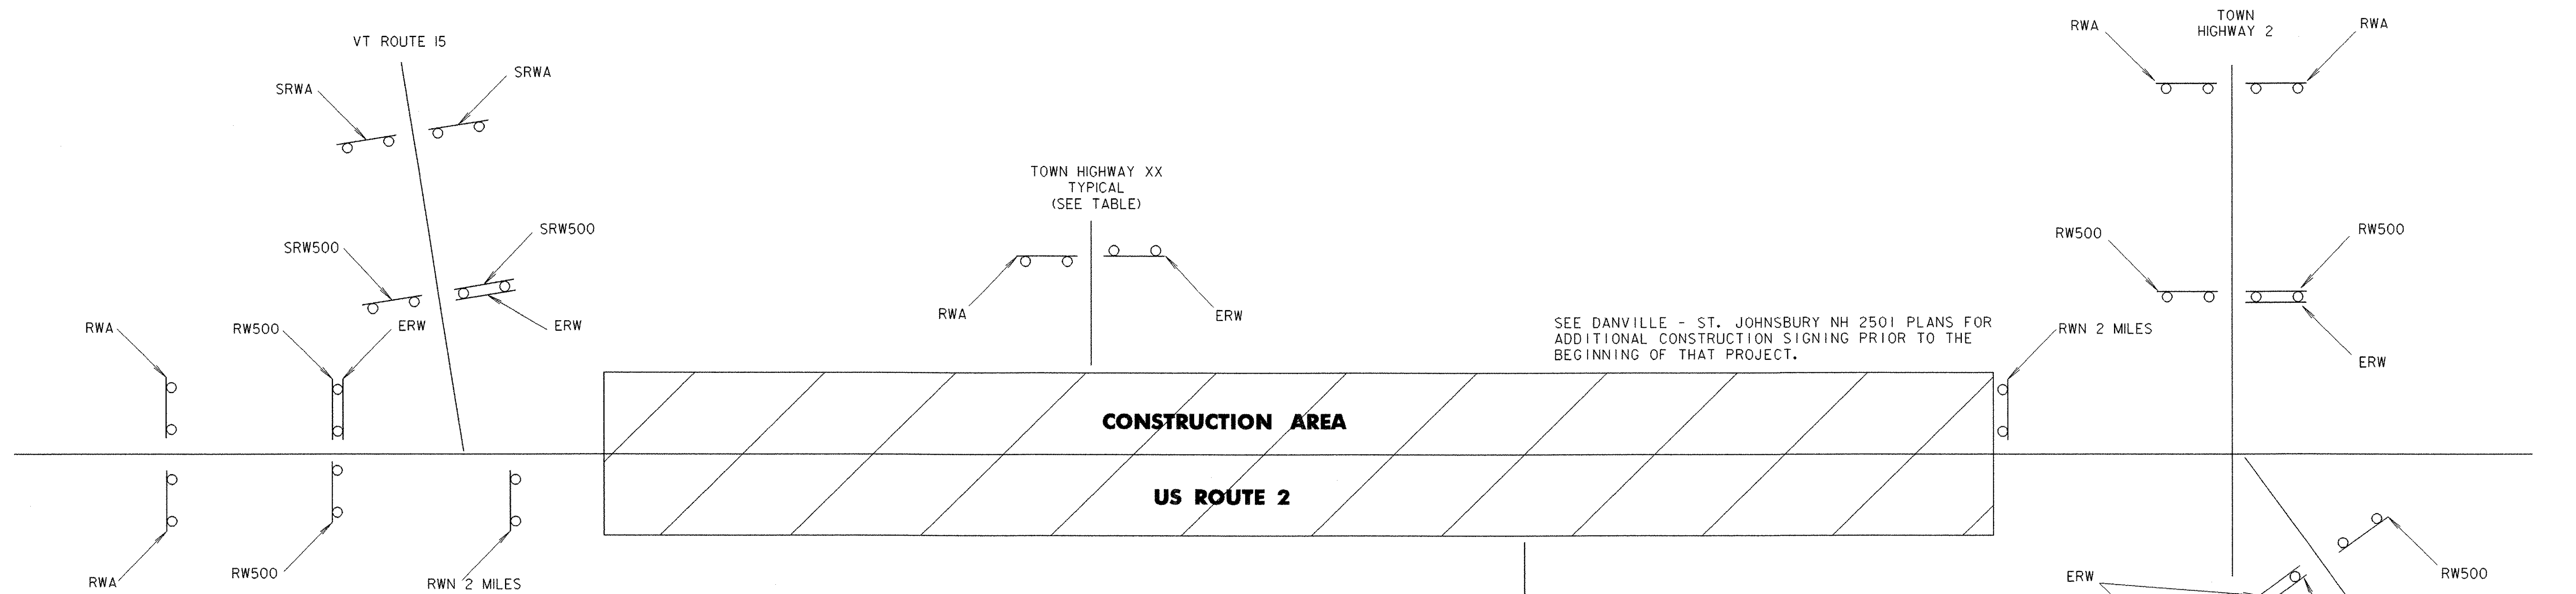 VT ROUTE 15
SRWA
SRWA
SRW500
SRW500
ERW
RWA
RW500
ERW
RWA
RW500
RWN 2 MILES
TOWN HIGHWAY XX
TYPICAL
(SEE TABLE)
RWA
ERW
CONSTRUCTION AREA
US ROUTE 2
SEE DANVILLE - ST. JOHNSBURY NH 2501 PLANS FOR
ADDITIONAL CONSTRUCTION SIGNING PRIOR TO THE
BEGINNING OF THAT PROJECT.
RWN 2 MILES
TOWN
HIGHWAY 2
RWA
RWA
RW500
RW500
ERW
ERW
RW500